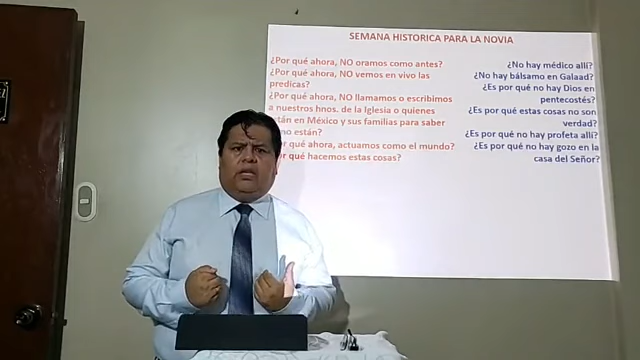 SEMANA HISTORICA PARA LA NOVIA
¿Por qué ahora, NO oramos como antes?
¿Por qué ahora, NO vemos en vivo las
predicas?
¿Por qué ahora, NO llamamos o escribimos
a nuestros hnos. de la Iglesia o quienes
están en México y sus familias para saber
no están?
qué ahora, actuamos como el mundo?
qué hacemos estas cosas?
¿No hay médico allí?
¿No hay bálsamo en Galaad?
¿Es por qué no hay Dios en
pentecostés?
¿Es por qué estas cosas no son
verdad?
¿Es por qué no hay profeta allí?
¿Es por qué no hay gozo en la
casa del Señor?